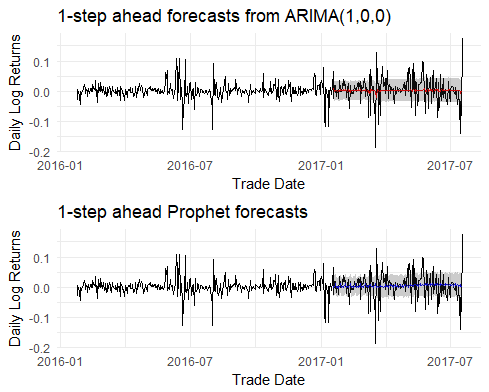 1-step ahead forecasts from ARIMA(1,0,0)
Daily Log Returns
0.1
0.0
-0.1
-0.2
2016-01 2016-07 2017-01 2017-07
Trade Date
1-step ahead Prophet forecasts
Daily Log Returns
0.1
0.0
-0.1
-0.2
2016-01 2016-07 2017-01 2017-07
Trade Date